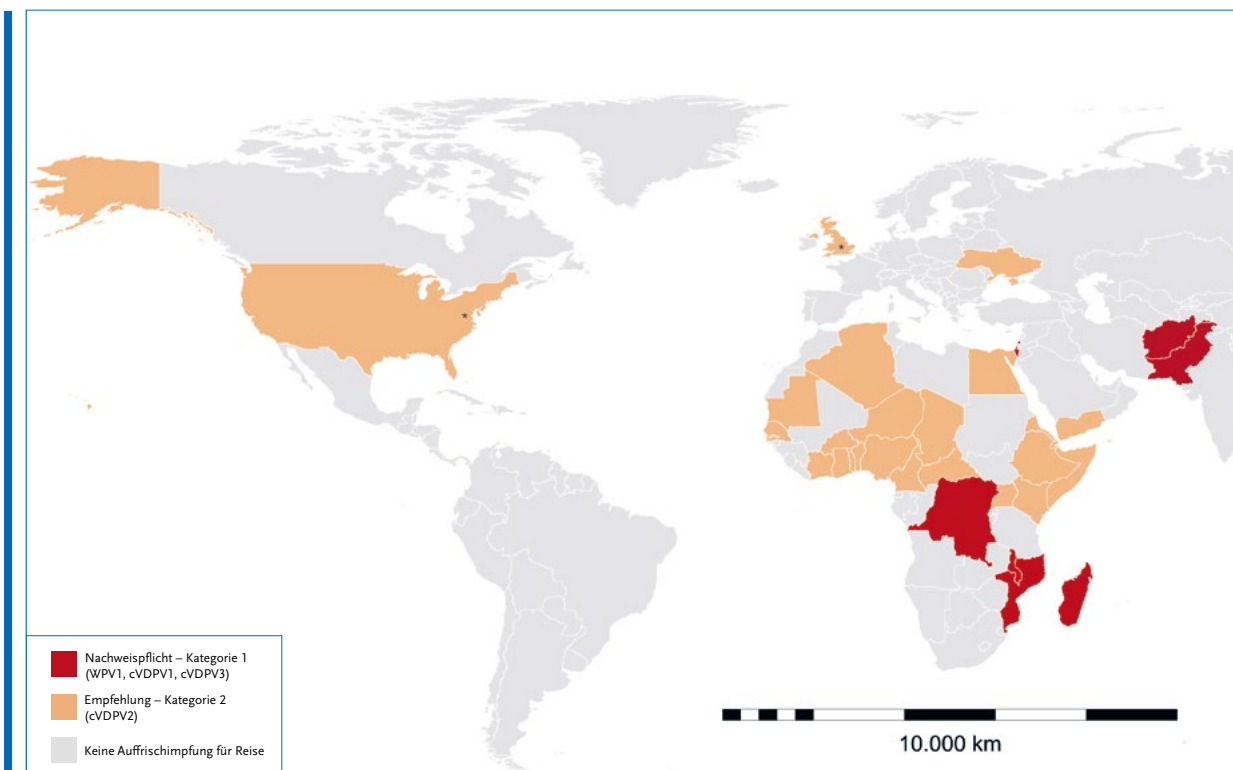 Nachweispflicht – Kategorie 1
(WPV1, cVDPV1, cVDPV3)
Empfehlung – Kategorie 2
(cVDPV2)
Keine Auffrischimpfung für Reise
10.000 km